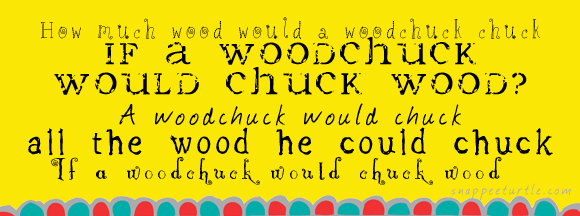 How much wood would a woodchuck chuck
if a woodchuck
would chuck wood?
A woodchuck would chuck
all the wood he could chuck
If a woodchuck would chuck wood
snappeeturtle.com